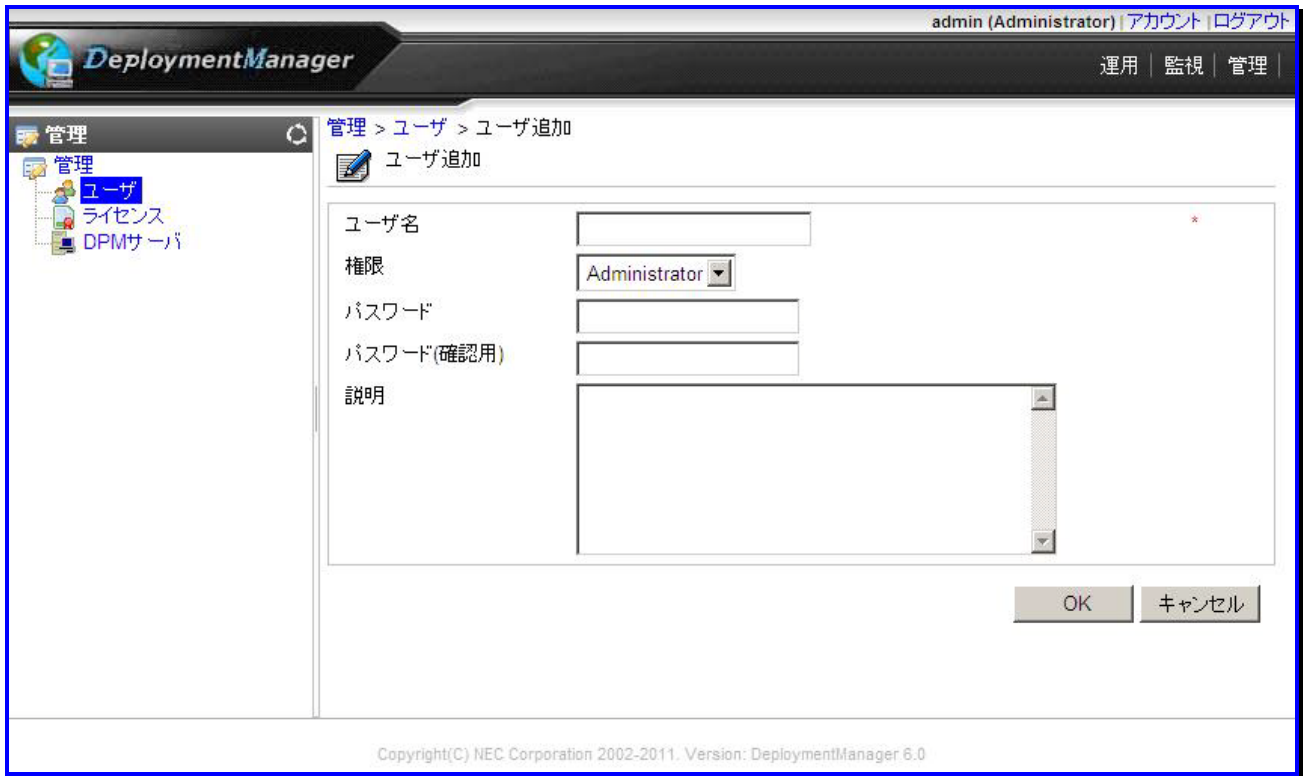 admin (Administrator) | アカウント | ログアウト
DeploymentManager
運用 | 監視 | 管理 |
管理
管理
ユーザ
ライセンス
DPMサーバ
管理 > ユーザ > ユーザ追加
ユーザ追加
ユーザ名 *
権限 Administrator
パスワード
パスワード(確認用)
説明
OK キャンセル
Copyright(C) NEC Corporation 2002-2011. Version: DeploymentManager 6.0